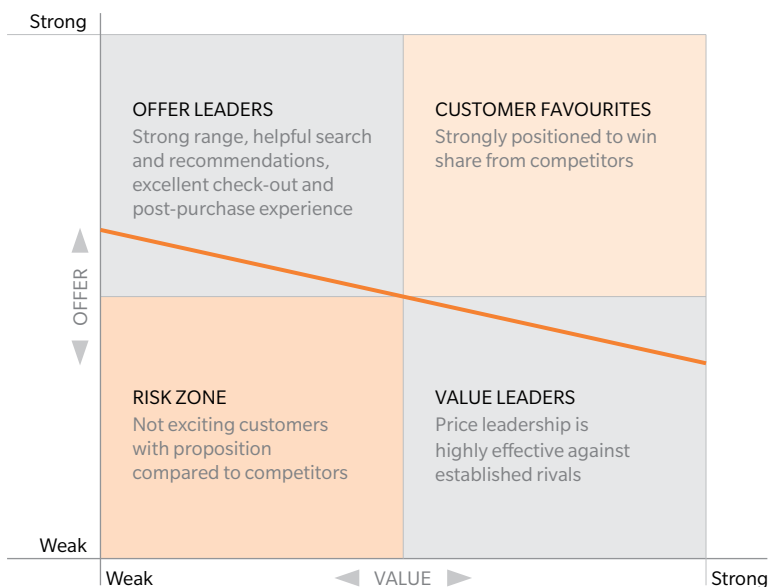 Strong
OFFER LEADERS
Strong range, helpful search
and recommendations,
excellent check-out and
post-purchase experience
CUSTOMER FAVOURITES
Strongly positioned to win
share from competitors
OFFER
RISK ZONE
Not exciting customers
with proposition
compared to competitors
VALUE LEADERS
Price leadership is
highly effective against
established rivals
Weak
Weak
VALUE
Strong